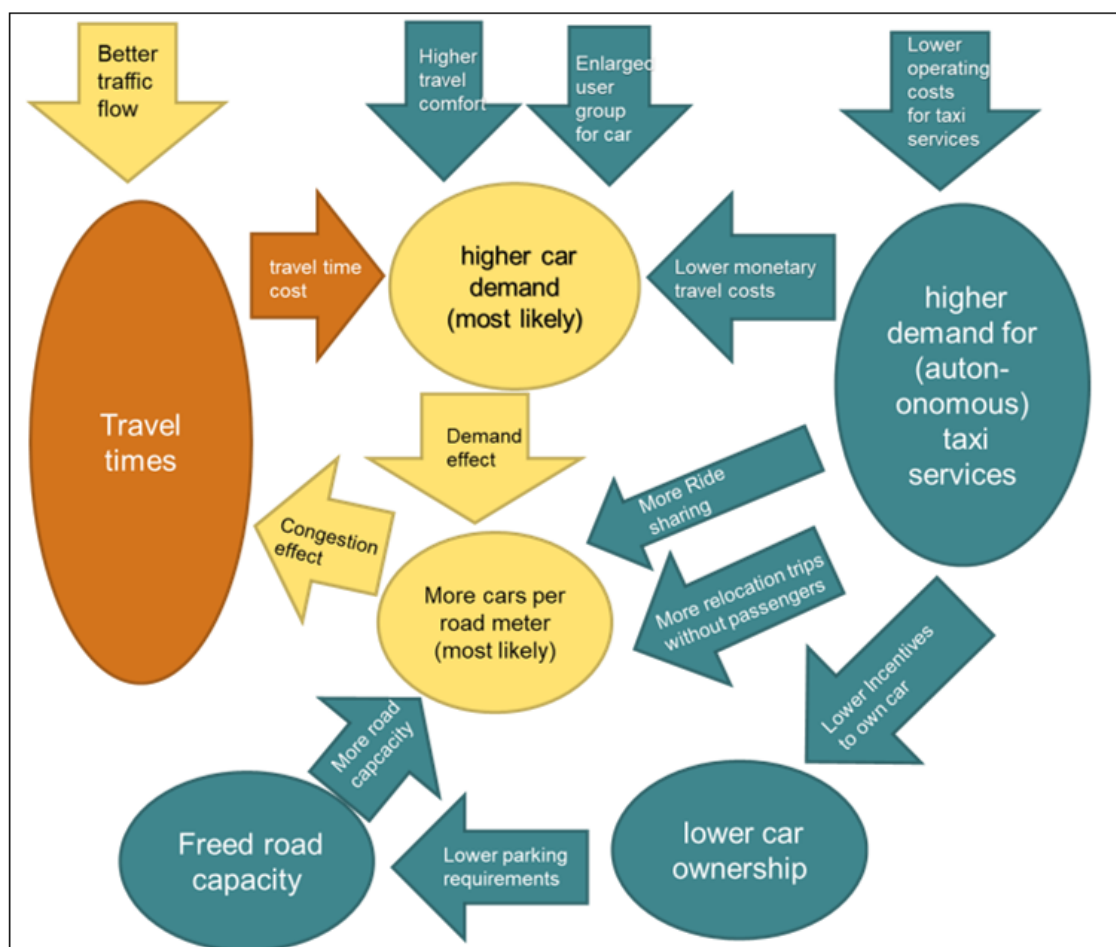 Better
traffic
flow
Higher
travel
comfort
Enlarged
user
group
for car
Lower
operating
costs
for taxi
services
travel time
cost
higher car
demand
(most likely)
Lower monetary
travel costs
higher
demand for
(auton-
onomous)
taxi
services
Travel
times
Demand
effect
More Ride
sharing
Congestion
effect
More cars per
road meter
(most likely)
More relocation trips
without passengers
Lower Incentives
to own car
More road
capcacity
Freed road
capacity
Lower parking
requirements
lower car
ownership